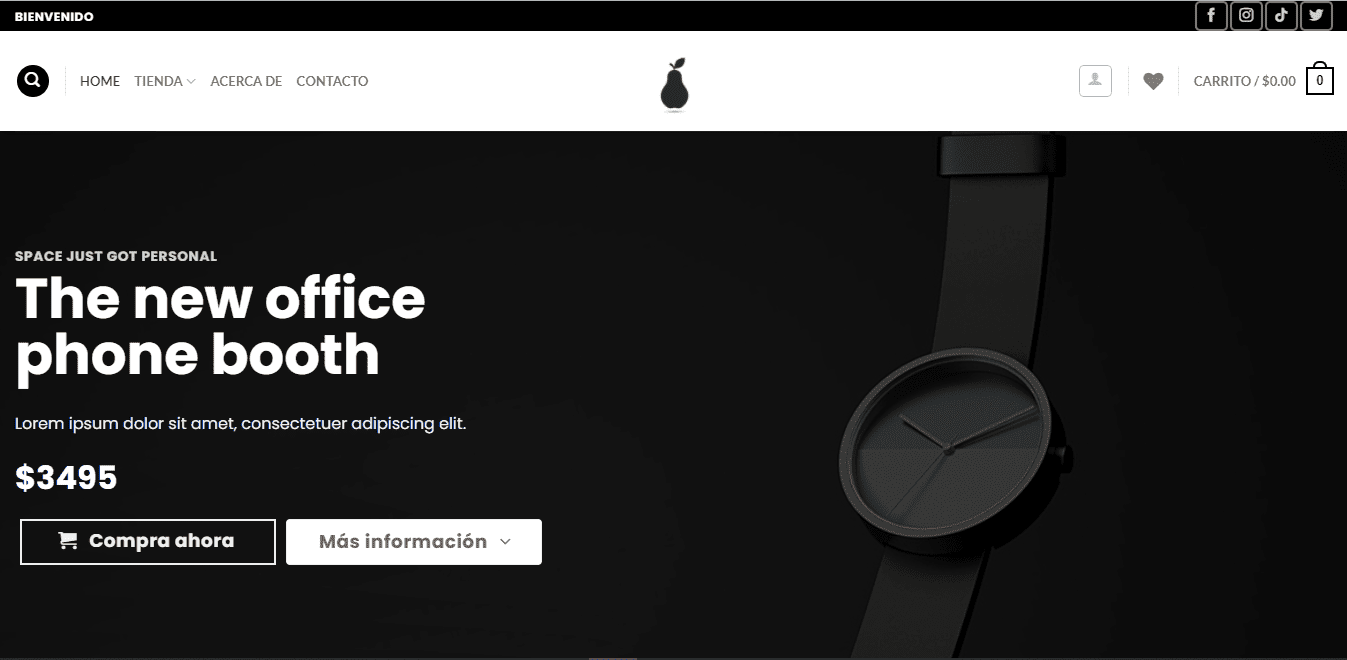 BIENVENIDO
HOME TIENDA ACERCA DE CONTACTO
CARRITO / $0.00 0
SPACE JUST GOT PERSONAL
The new office
phone booth
Lorem ipsum dolor sit amet, consectetuer adipiscing elit.
$3495
Compra ahora
Más información